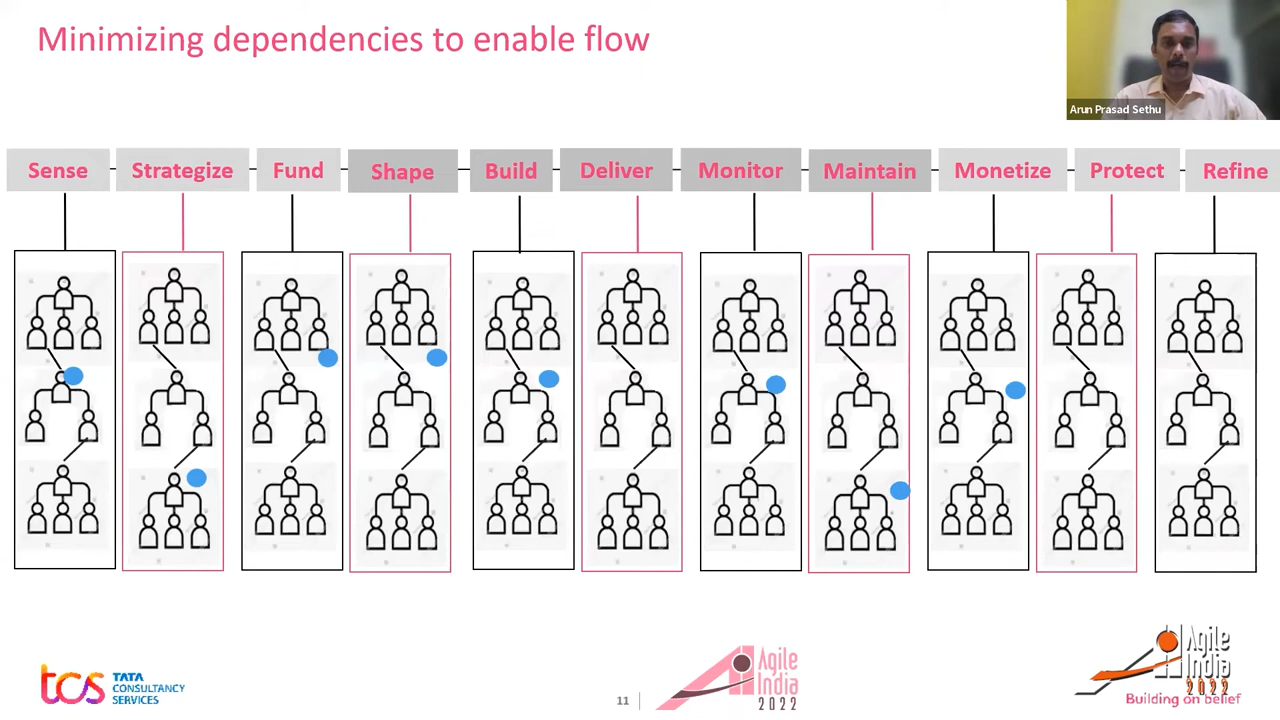 Minimizing dependencies to enable flow
Arun Prasad Sethu
Sense Strategize Fund Shape Build Deliver Monitor Maintain Monetize Protect Refine
tcs TATA
CONSULTANCY
SERVICES
11
Agile
India
2022
Agile
India
2022
Building on belief